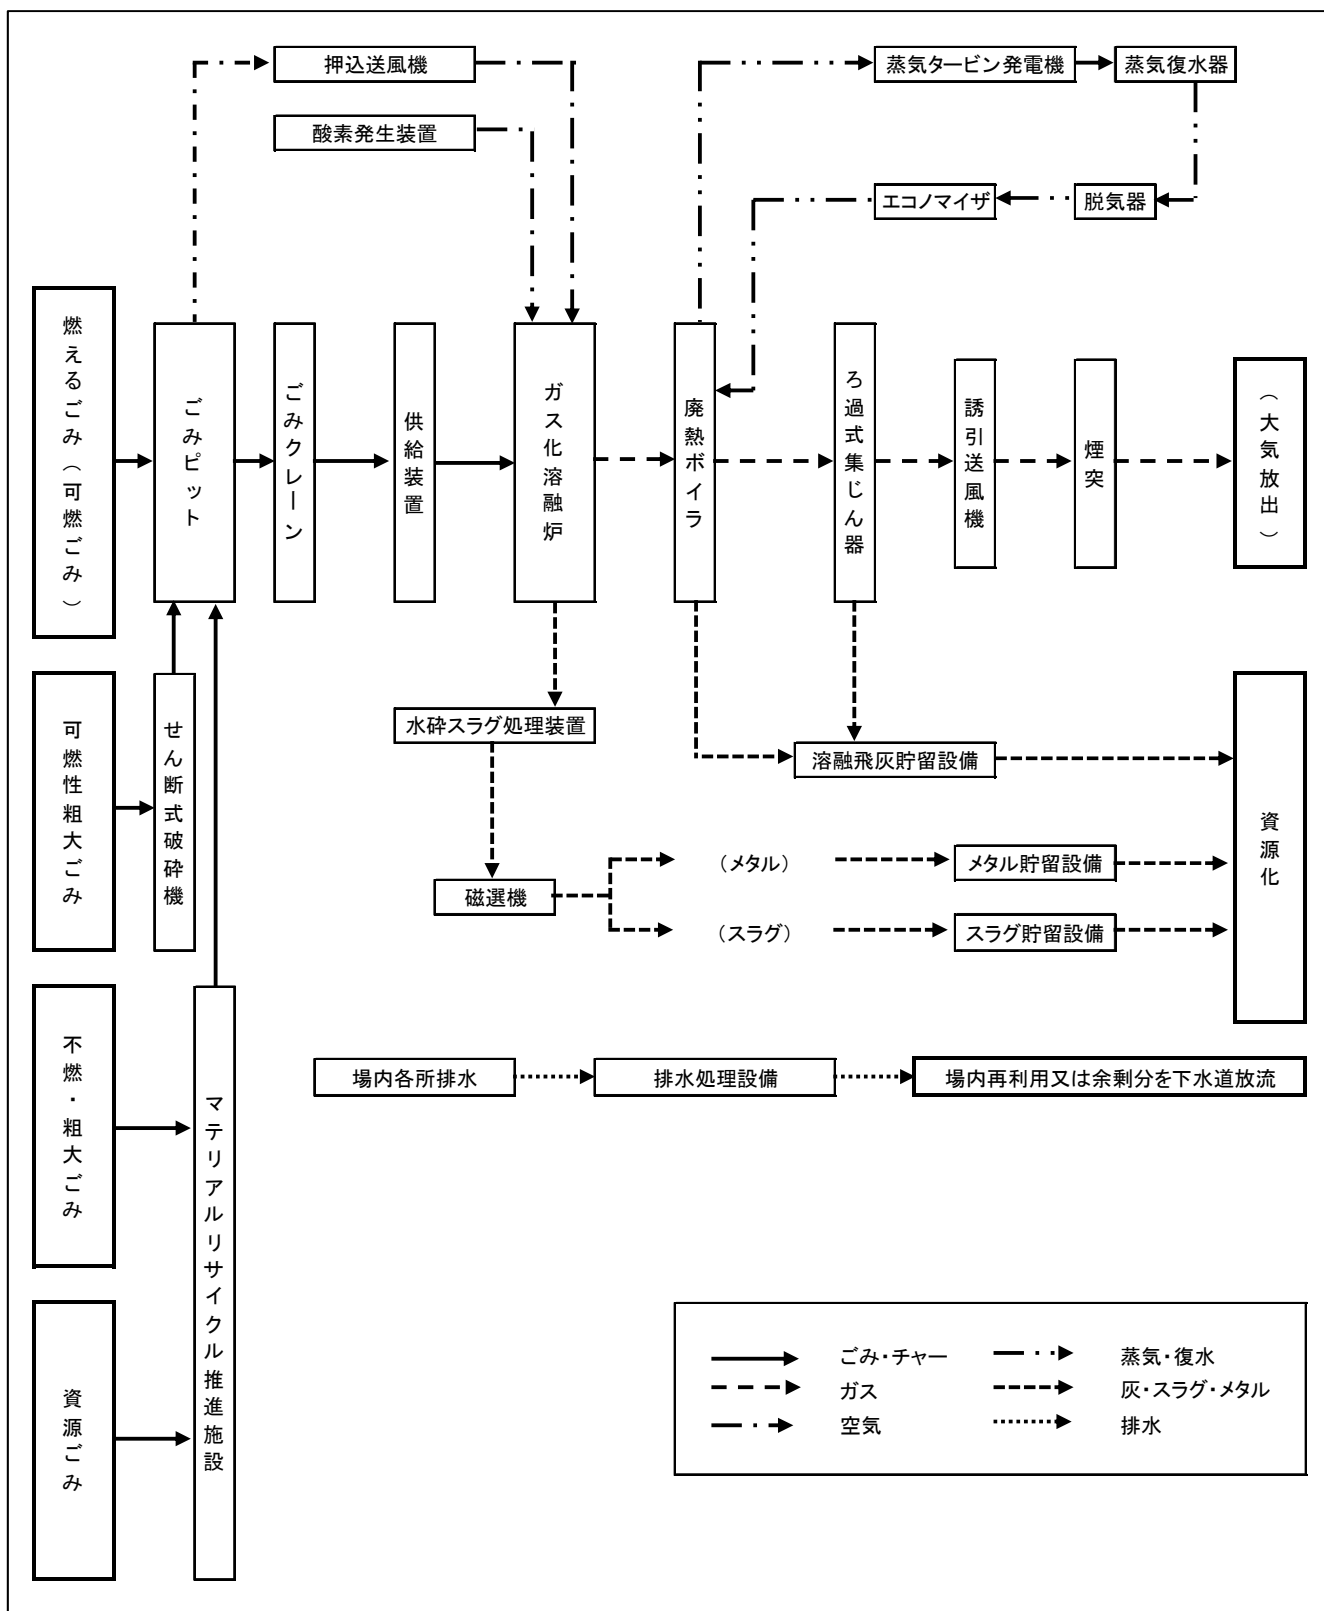 押込送風機
蒸気タービン発電機
蒸気復水器
酸素発生装置
エコノマイザ
脱気器
燃えるごみ（可燃ごみ）
ごみピット
ごみクレーン
供給装置
ガス化溶融炉
廃熱ボイラ
ろ過式集じん器
誘引送風機
煙突
（大気放出）
可燃性粗大ごみ
せん断式破砕機
水砕スラグ処理装置
溶融飛灰貯留設備
資源化
（メタル）
メタル貯留設備
磁選機
（スラグ）
スラグ貯留設備
不燃・粗大ごみ
マテリアルリサイクル推進施設
場内各所排水
排水処理設備
場内再利用又は余剰分を下水道放流
資源ごみ
ごみ・チャー
蒸気・復水
ガス
灰・スラグ・メタル
空気
排水